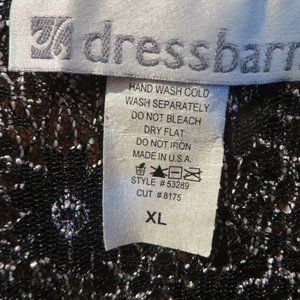 dressbarn
HAND WASH COLD
WASH SEPARATELY
DO NOT BLEACH
DRY FLAT
DO NOT IRON
MADE IN U.S.A.
STYLE # 53289
CUT # 8175
XL